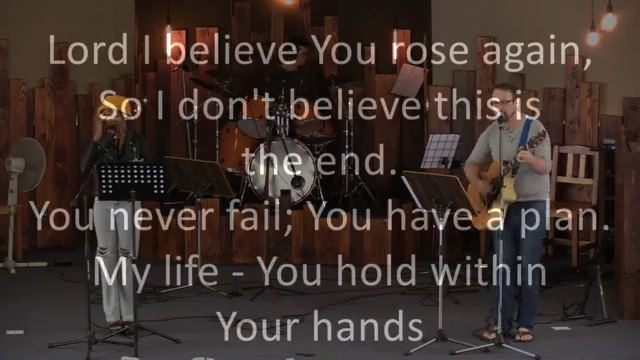 Lord I believe You rose again,
So I don't believe this is
the end.
You never fail; You have a plan.
My life - You hold within
Your hands